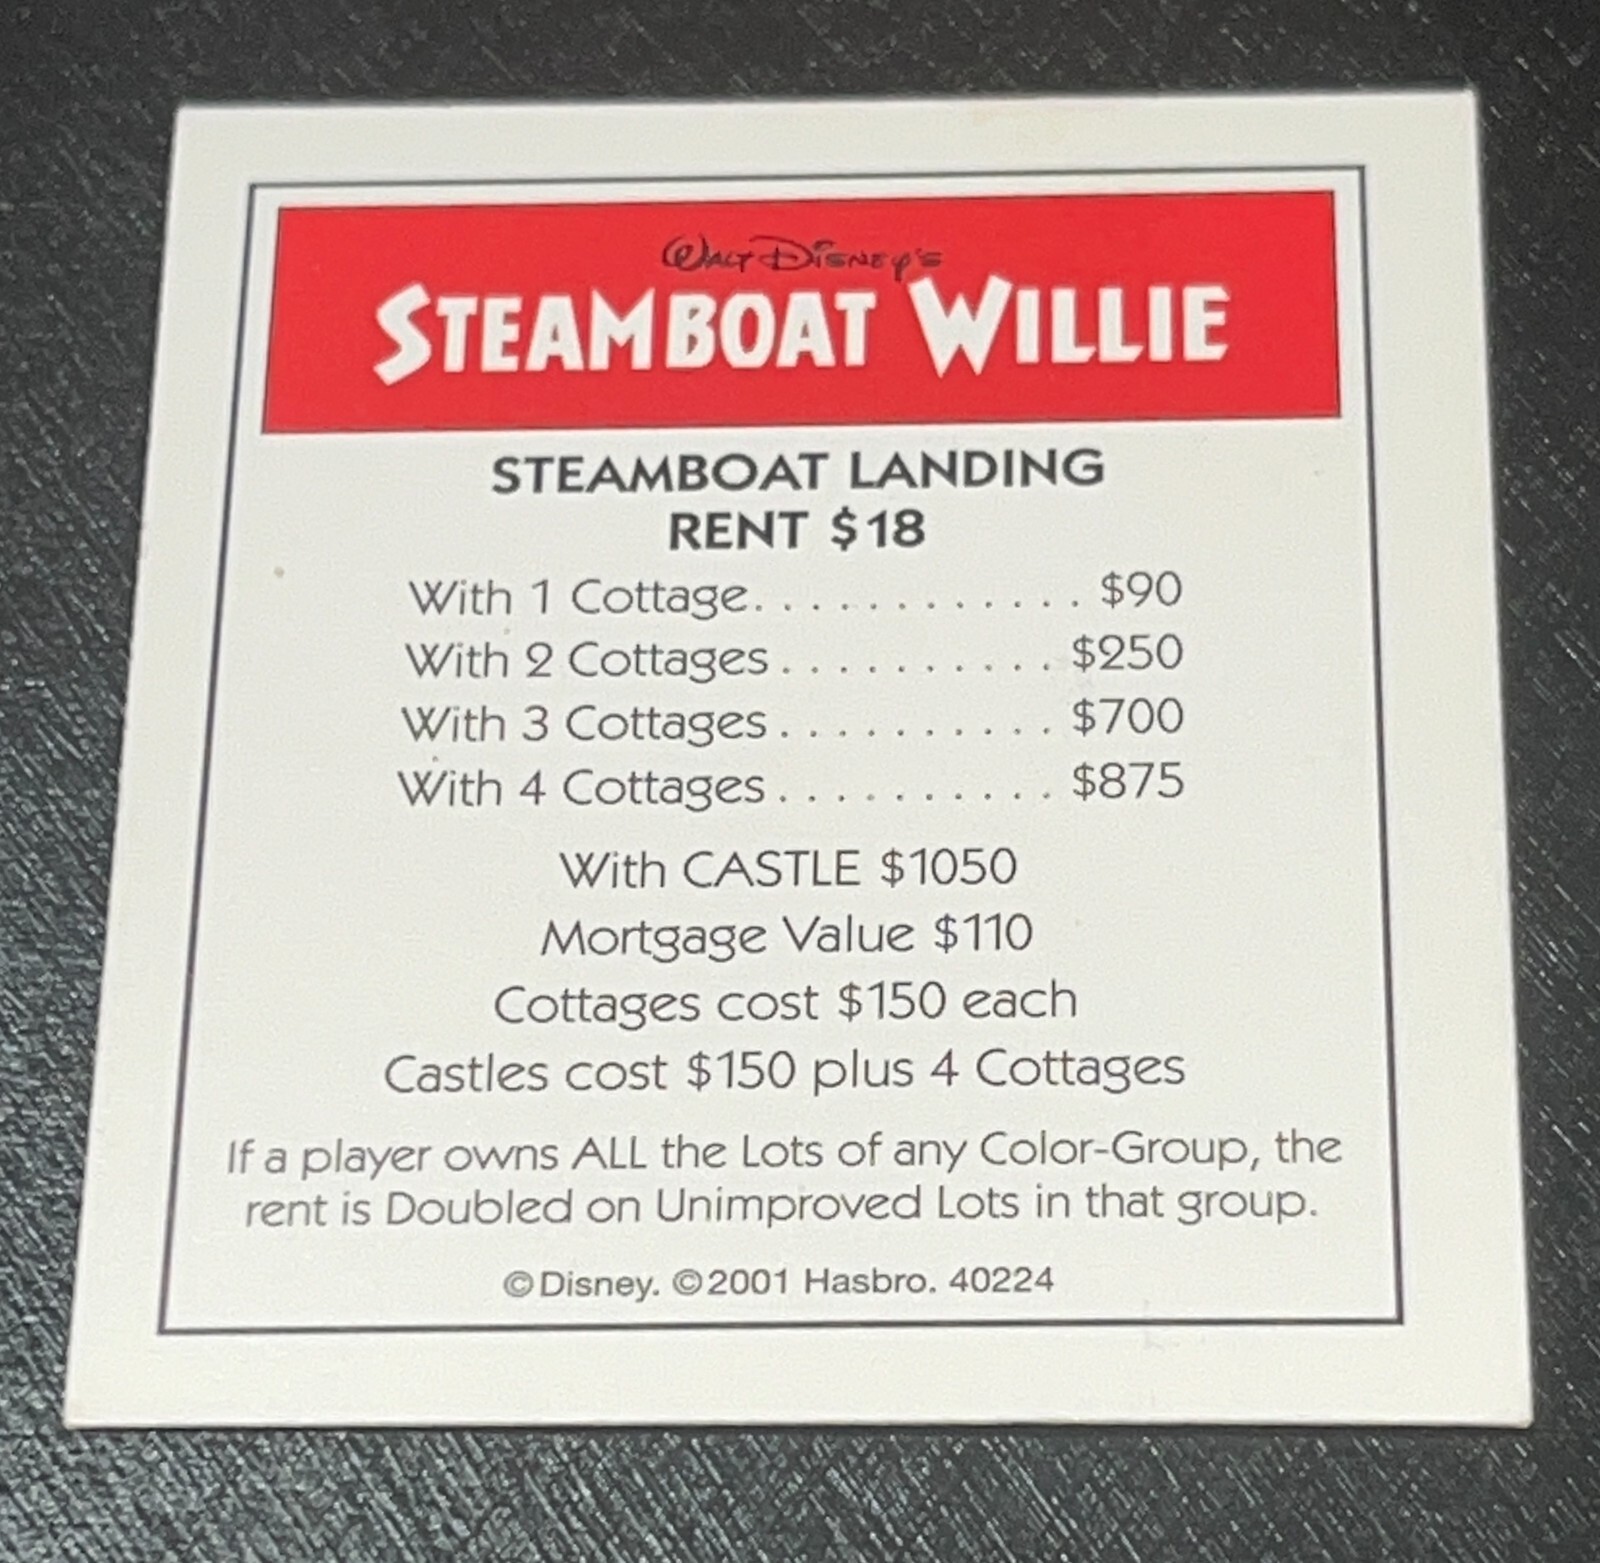 Walt Disney's
STEAMBOAT WILLIE
STEAMBOAT LANDING
RENT $18
With 1 Cottage. . . . . . . . . . . . $90
With 2 Cottages . . . . . . . . . . $250
With 3 Cottages . . . . . . . . . . $700
With 4 Cottages . . . . . . . . . . $875
With CASTLE $1050
Mortgage Value $110
Cottages cost $150 each
Castles cost $150 plus 4 Cottages
If a player owns ALL the Lots of any Color-Group, the
rent is Doubled on Unimproved Lots in that group.
©Disney. ©2001 Hasbro. 40224